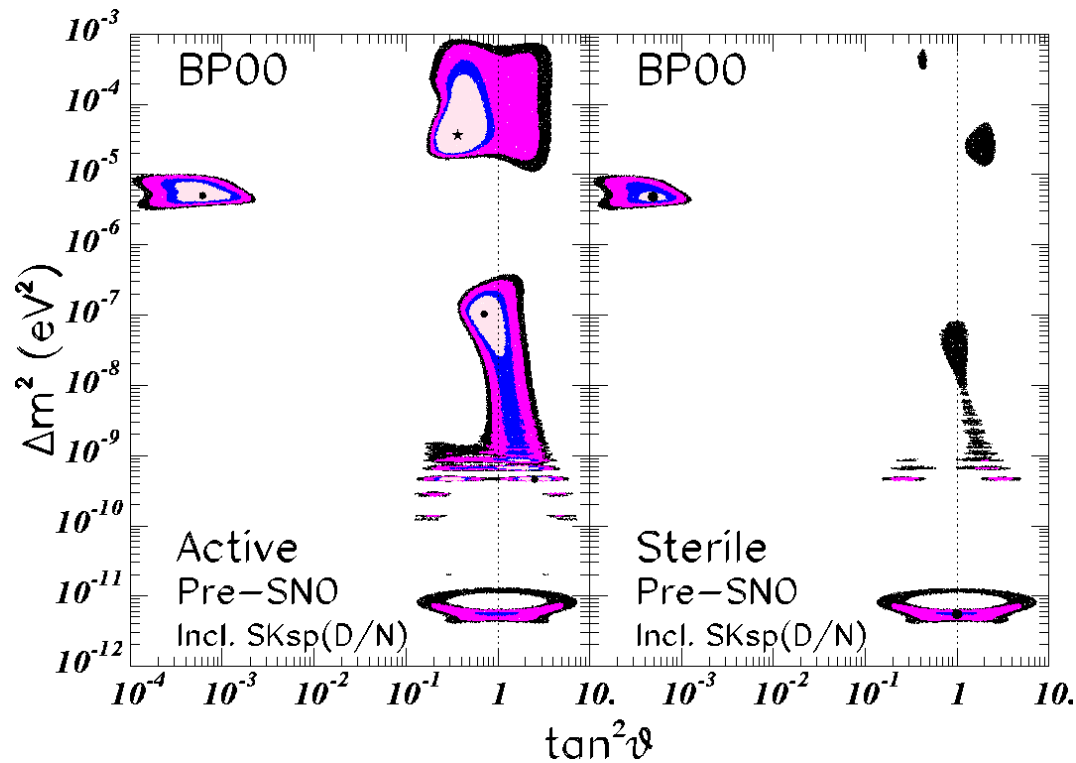 BP00
BP00
Active
Pre-SNO
Incl. SKsp(D/N)
Sterile
Pre-SNO
Incl. SKsp(D/N)
Δm² (eV²)
10⁻³
10⁻⁴
10⁻⁵
10⁻⁶
10⁻⁷
10⁻⁸
10⁻⁹
10⁻¹⁰
10⁻¹¹
10⁻¹²
10⁻⁴ 10⁻³ 10⁻² 10⁻¹ 1 10. 10⁻³ 10⁻² 10⁻¹ 1 10.
tan²ϑ